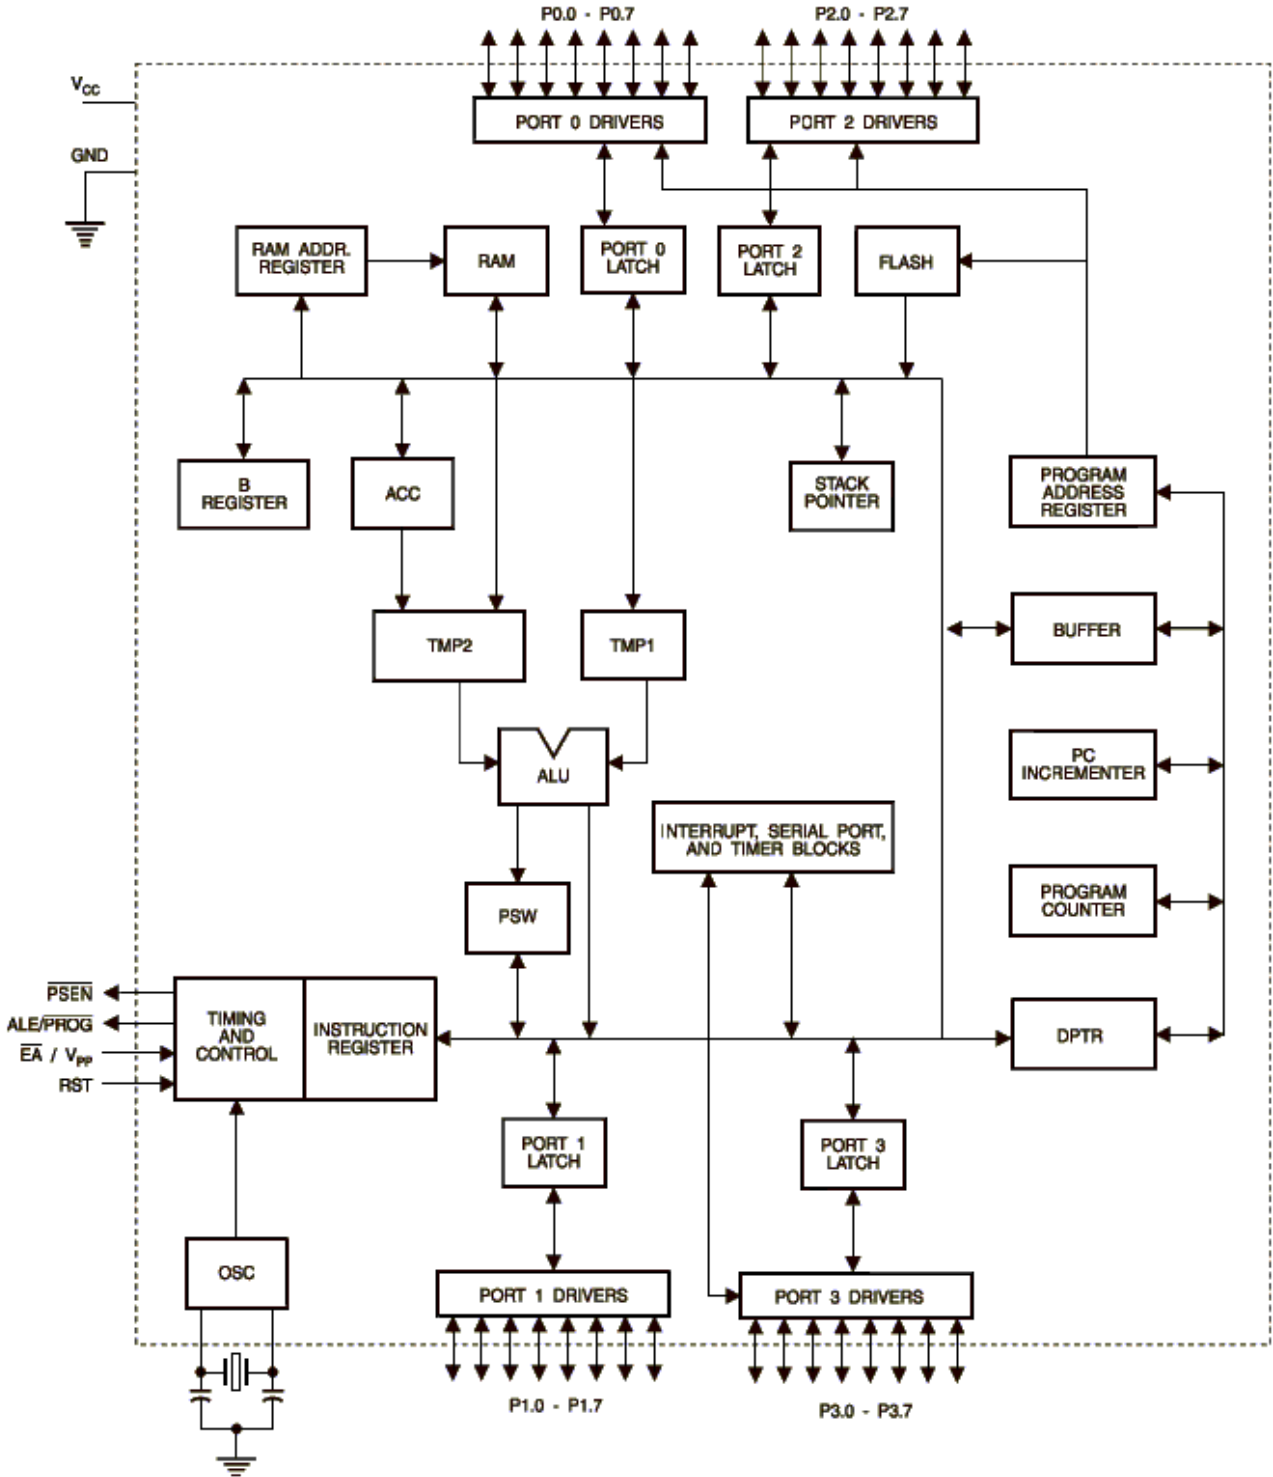 P0.0 - P0.7
P2.0 - P2.7
VCC
GND
PORT 0 DRIVERS
PORT 2 DRIVERS
RAM ADDR.
REGISTER
RAM
PORT 0
LATCH
PORT 2
LATCH
FLASH
B
REGISTER
ACC
STACK
POINTER
PROGRAM
ADDRESS
REGISTER
TMP2
TMP1
BUFFER
ALU
PC
INCREMENTER
INTERRUPT, SERIAL PORT,
AND TIMER BLOCKS
PSW
PROGRAM
COUNTER
PSEN
ALE/PROG
EA / VPP
RST
TIMING
AND
CONTROL
INSTRUCTION
REGISTER
DPTR
PORT 1
LATCH
PORT 3
LATCH
OSC
PORT 1 DRIVERS
PORT 3 DRIVERS
P1.0 - P1.7
P3.0 - P3.7